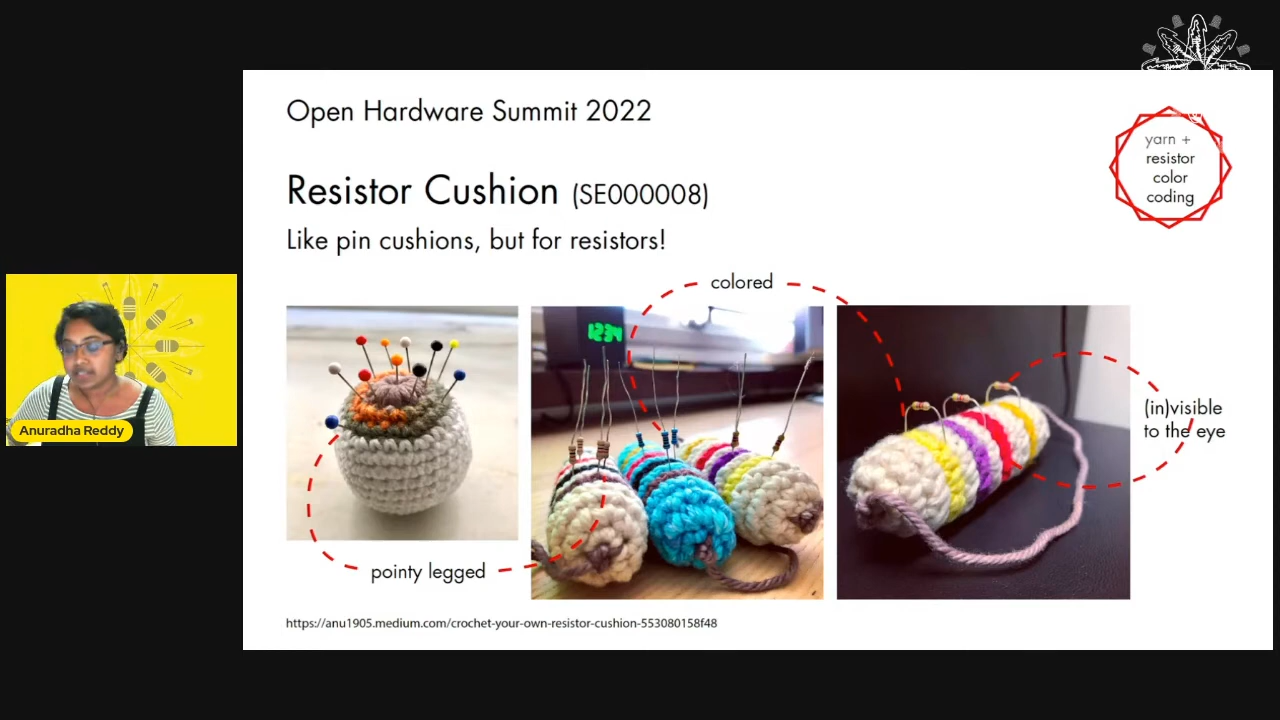 Open Hardware Summit 2022
yarn +
resistor
color
coding
Resistor Cushion (SE000008)
Like pin cushions, but for resistors!
colored
1234
(in)visible
to the eye
Anuradha Reddy
pointy legged
https://anu1905.medium.com/crochet-your-own-resistor-cushion-553080158f48